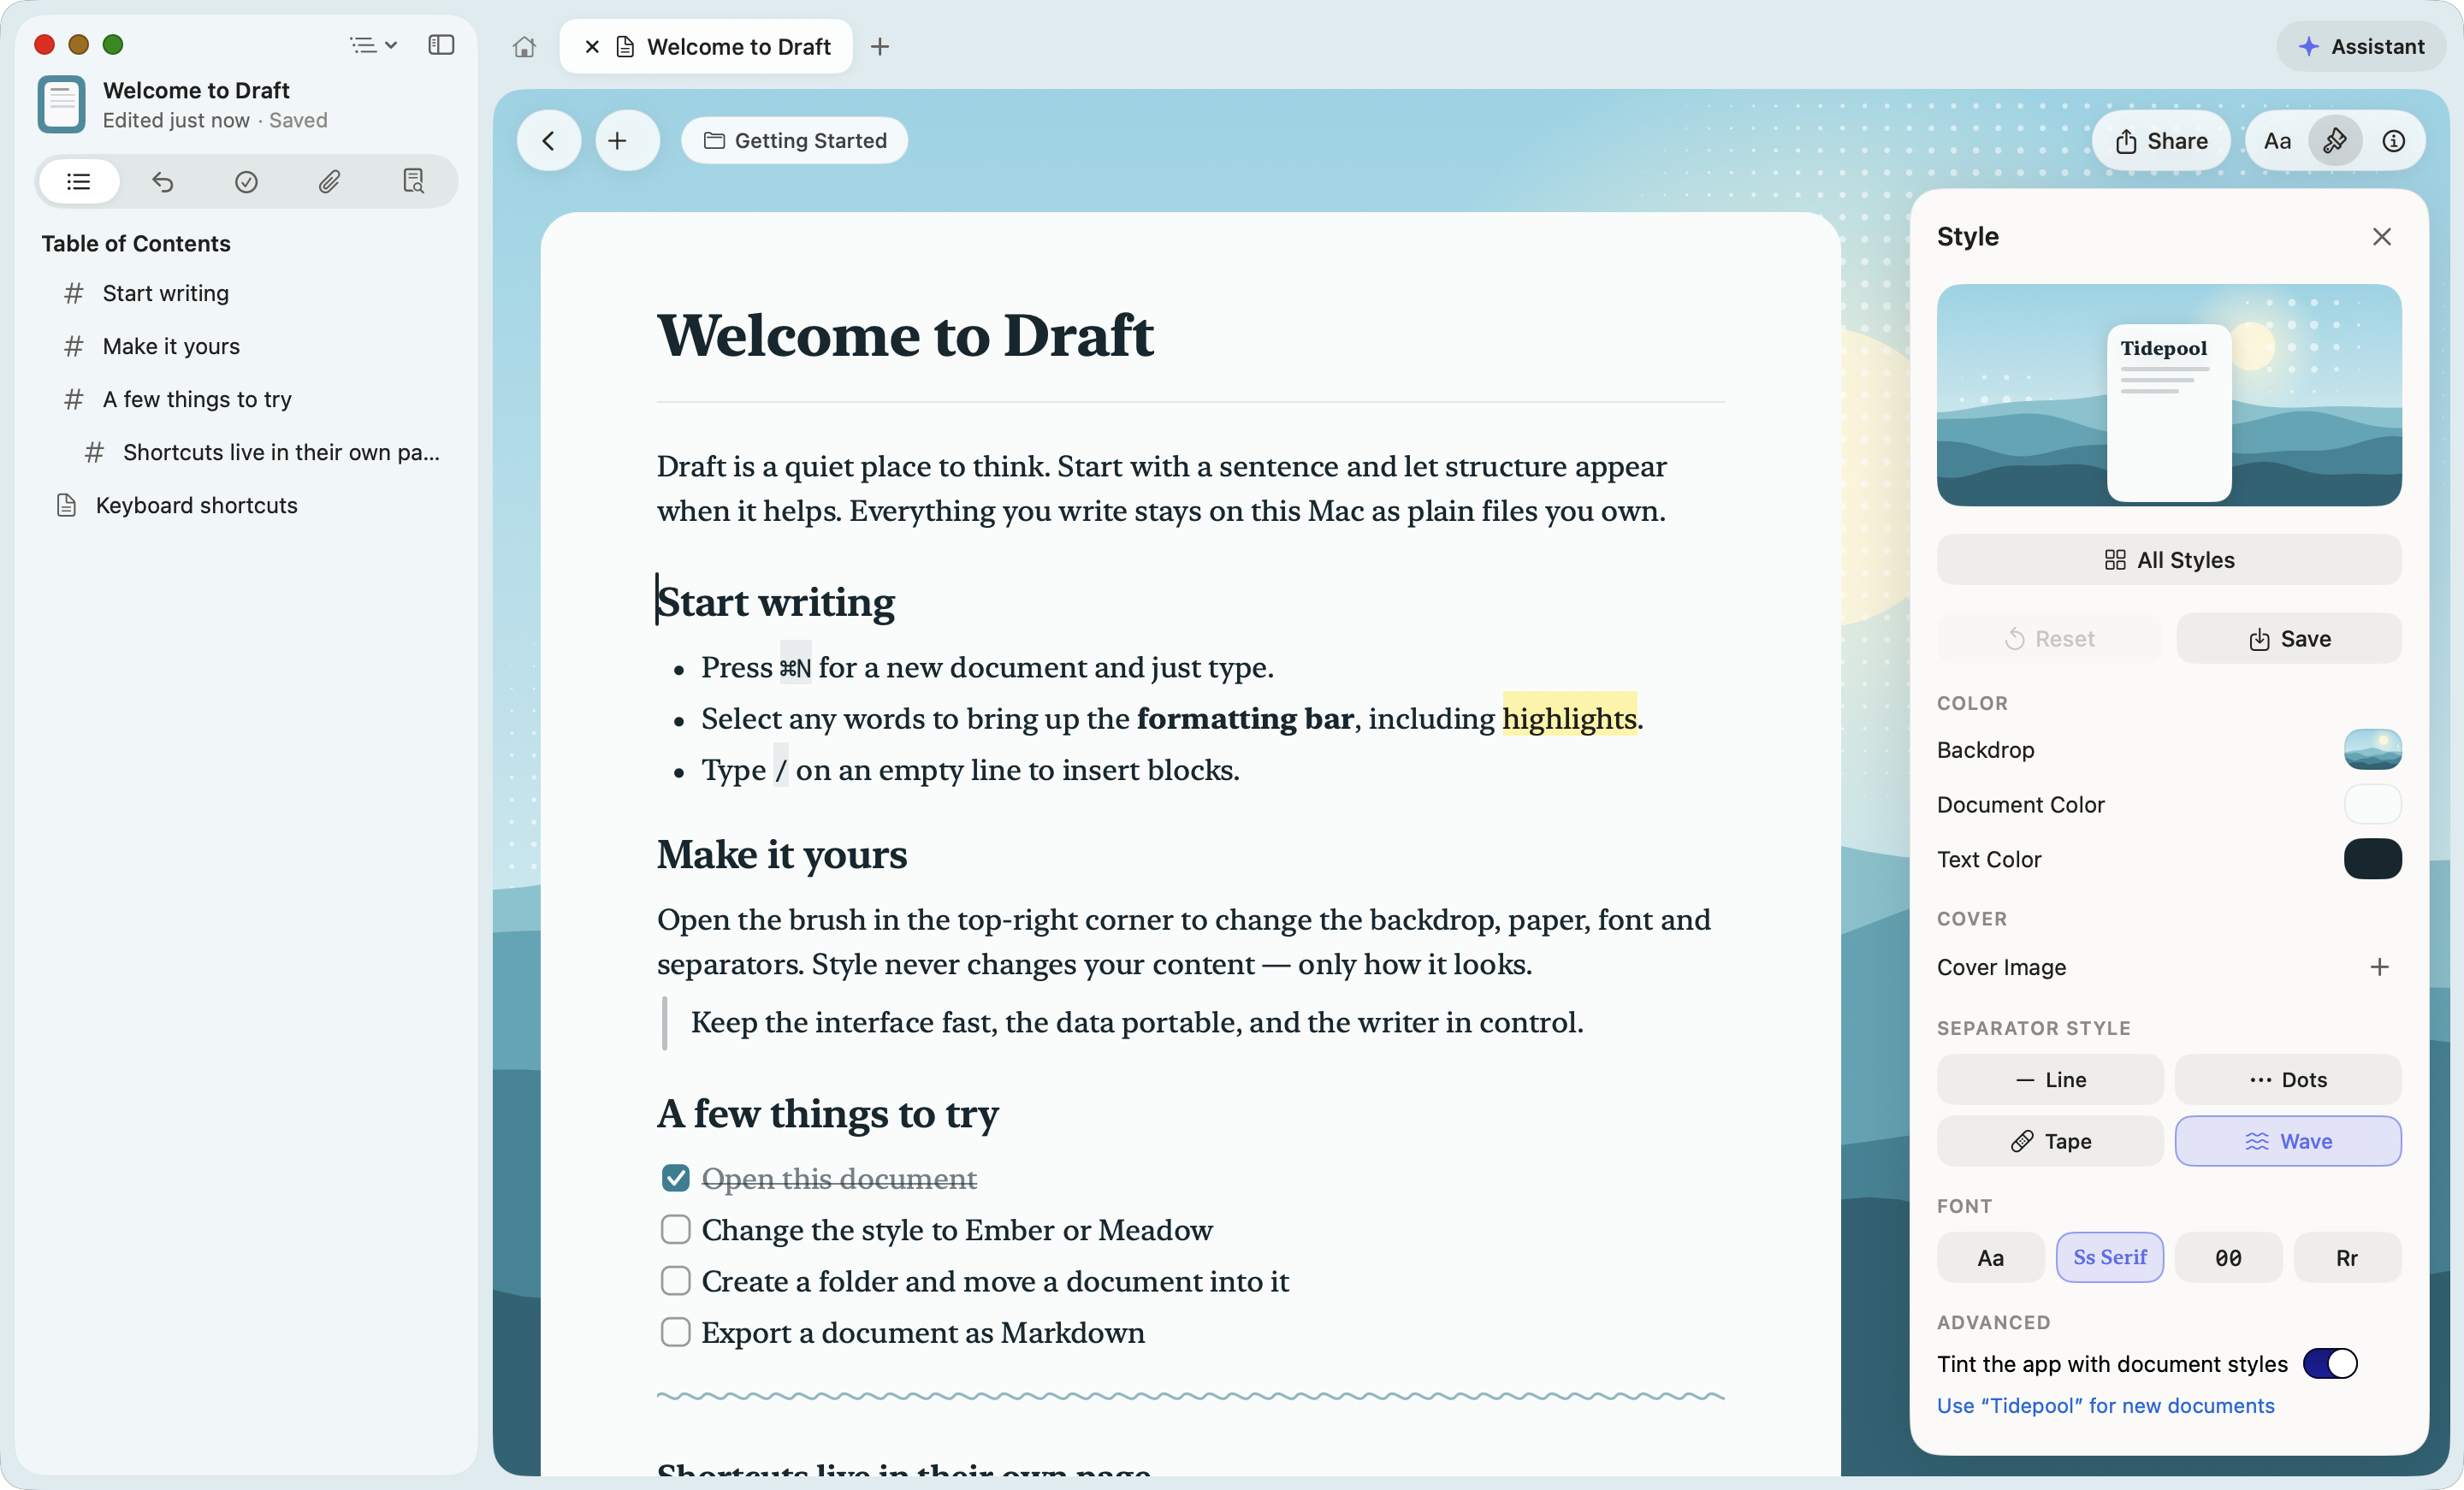 Welcome to Draft
Edited just now · Saved
Table of Contents
# Start writing
# Make it yours
# A few things to try
# Shortcuts live in their own pa...
Keyboard shortcuts
Welcome to Draft
Assistant
Getting Started
Share
Aa
Welcome to Draft
Draft is a quiet place to think. Start with a sentence and let structure appear
when it helps. Everything you write stays on this Mac as plain files you own.
Start writing
• Press ⌘N for a new document and just type.
• Select any words to bring up the formatting bar, including highlights.
• Type / on an empty line to insert blocks.
Make it yours
Open the brush in the top-right corner to change the backdrop, paper, font and
separators. Style never changes your content — only how it looks.
Keep the interface fast, the data portable, and the writer in control.
A few things to try
Open this document
Change the style to Ember or Meadow
Create a folder and move a document into it
Export a document as Markdown
Shortcuts live in their own page
Style
Tidepool
All Styles
Reset
Save
COLOR
Backdrop
Document Color
Text Color
COVER
Cover Image
SEPARATOR STYLE
Line
Dots
Tape
Wave
FONT
Aa
Ss Serif
00
Rr
ADVANCED
Tint the app with document styles
Use “Tidepool” for new documents